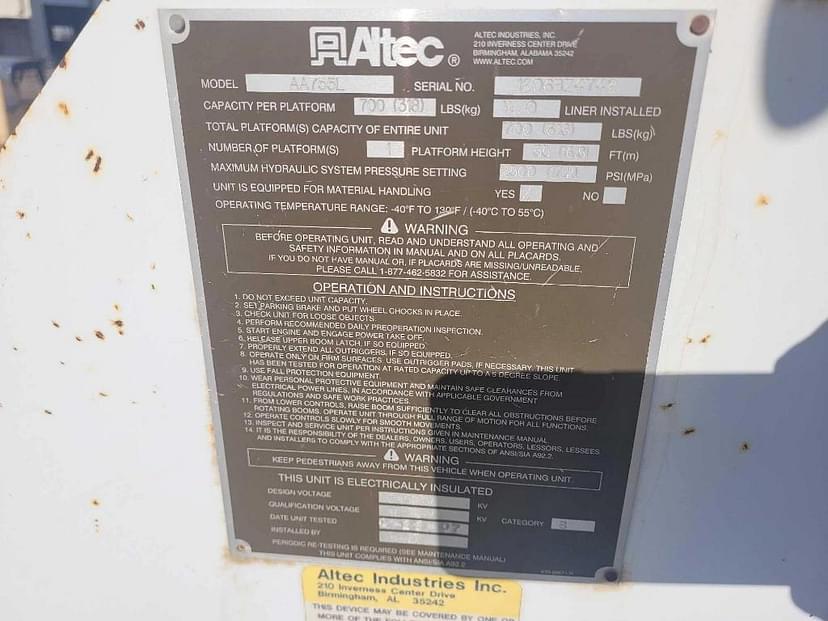 Altec®
ALTEC INDUSTRIES, INC.
210 INVERNESS CENTER DRIVE
BIRMINGHAM, ALABAMA 35242
WWW.ALTEC.COM
MODEL AA755L SERIAL NO.
CAPACITY PER PLATFORM 700 (318) LBS(kg) LINER INSTALLED
TOTAL PLATFORM(S) CAPACITY OF ENTIRE UNIT 700 LBS(kg)
NUMBER OF PLATFORM(S) 1 PLATFORM HEIGHT FT(m)
MAXIMUM HYDRAULIC SYSTEM PRESSURE SETTING PSI(MPa)
UNIT IS EQUIPPED FOR MATERIAL HANDLING YES NO
OPERATING TEMPERATURE RANGE: -40°F TO 130°F / (-40°C TO 55°C)
WARNING
BEFORE OPERATING UNIT, READ AND UNDERSTAND ALL OPERATING AND
SAFETY INFORMATION IN MANUAL AND ON ALL PLACARDS.
IF YOU DO NOT HAVE MANUAL OR, IF PLACARDS ARE MISSING/UNREADABLE,
PLEASE CALL 1-877-462-5832 FOR ASSISTANCE.
OPERATION AND INSTRUCTIONS
1. DO NOT EXCEED UNIT CAPACITY.
2. SET PARKING BRAKE AND PUT WHEEL CHOCKS IN PLACE.
3. CHECK UNIT FOR LOOSE OBJECTS.
4. PERFORM RECOMMENDED DAILY PREOPERATION INSPECTION.
5. START ENGINE AND ENGAGE POWER TAKE OFF.
6. RELEASE UPPER BOOM LATCH, IF SO EQUIPPED.
7. PROPERLY EXTEND ALL OUTRIGGERS, IF SO EQUIPPED.
8. OPERATE ONLY ON FIRM SURFACES. USE OUTRIGGER PADS, IF NECESSARY. THIS UNIT
HAS BEEN TESTED FOR OPERATION AT RATED CAPACITY UP TO A 5 DEGREE SLOPE.
9. USE FALL PROTECTION EQUIPMENT.
10. WEAR PERSONAL PROTECTIVE EQUIPMENT AND MAINTAIN SAFE CLEARANCES FROM
ELECTRICAL POWER LINES, IN ACCORDANCE WITH APPLICABLE GOVERNMENT
REGULATIONS AND SAFE WORK PRACTICES.
11. FROM LOWER CONTROLS, RAISE BOOM SUFFICIENTLY TO CLEAR ALL OBSTRUCTIONS BEFORE
ROTATING BOOMS. OPERATE UNIT THROUGH FULL RANGE OF MOTION FOR ALL FUNCTIONS.
12. OPERATE CONTROLS SLOWLY FOR SMOOTH MOVEMENTS.
13. INSPECT AND SERVICE UNIT PER INSTRUCTIONS GIVEN IN MAINTENANCE MANUAL.
14. IT IS THE RESPONSIBILITY OF THE DEALERS, OWNERS, USERS, OPERATORS, LESSORS, LESSEES
AND INSTALLERS TO COMPLY WITH THE APPROPRIATE SECTIONS OF ANSI/SIA A92.2.
WARNING
KEEP PEDESTRIANS AWAY FROM THIS VEHICLE WHEN OPERATING UNIT.
THIS UNIT IS ELECTRICALLY INSULATED
DESIGN VOLTAGE KV
QUALIFICATION VOLTAGE KV CATEGORY B
DATE UNIT TESTED
INSTALLED BY
PERIODIC RE-TESTING IS REQUIRED (SEE MAINTENANCE MANUAL)
THIS UNIT COMPLIES WITH ANSI/SIA A92.2
Altec Industries Inc.
210 Inverness Center Drive
Birmingham, AL 35242
THIS DEVICE MAY BE COVERED BY ONE OR